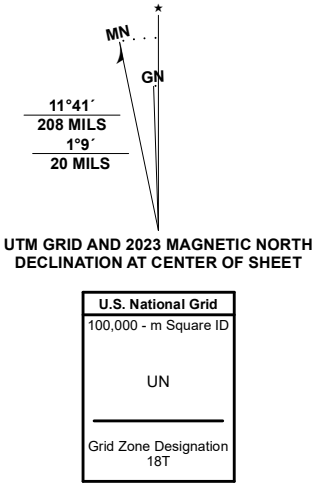 ★
MN
GN
11°41´
208 MILS
1°9´
20 MILS
UTM GRID AND 2023 MAGNETIC NORTH
DECLINATION AT CENTER OF SHEET
U.S. National Grid
100,000 - m Square ID
UN
Grid Zone Designation
18T